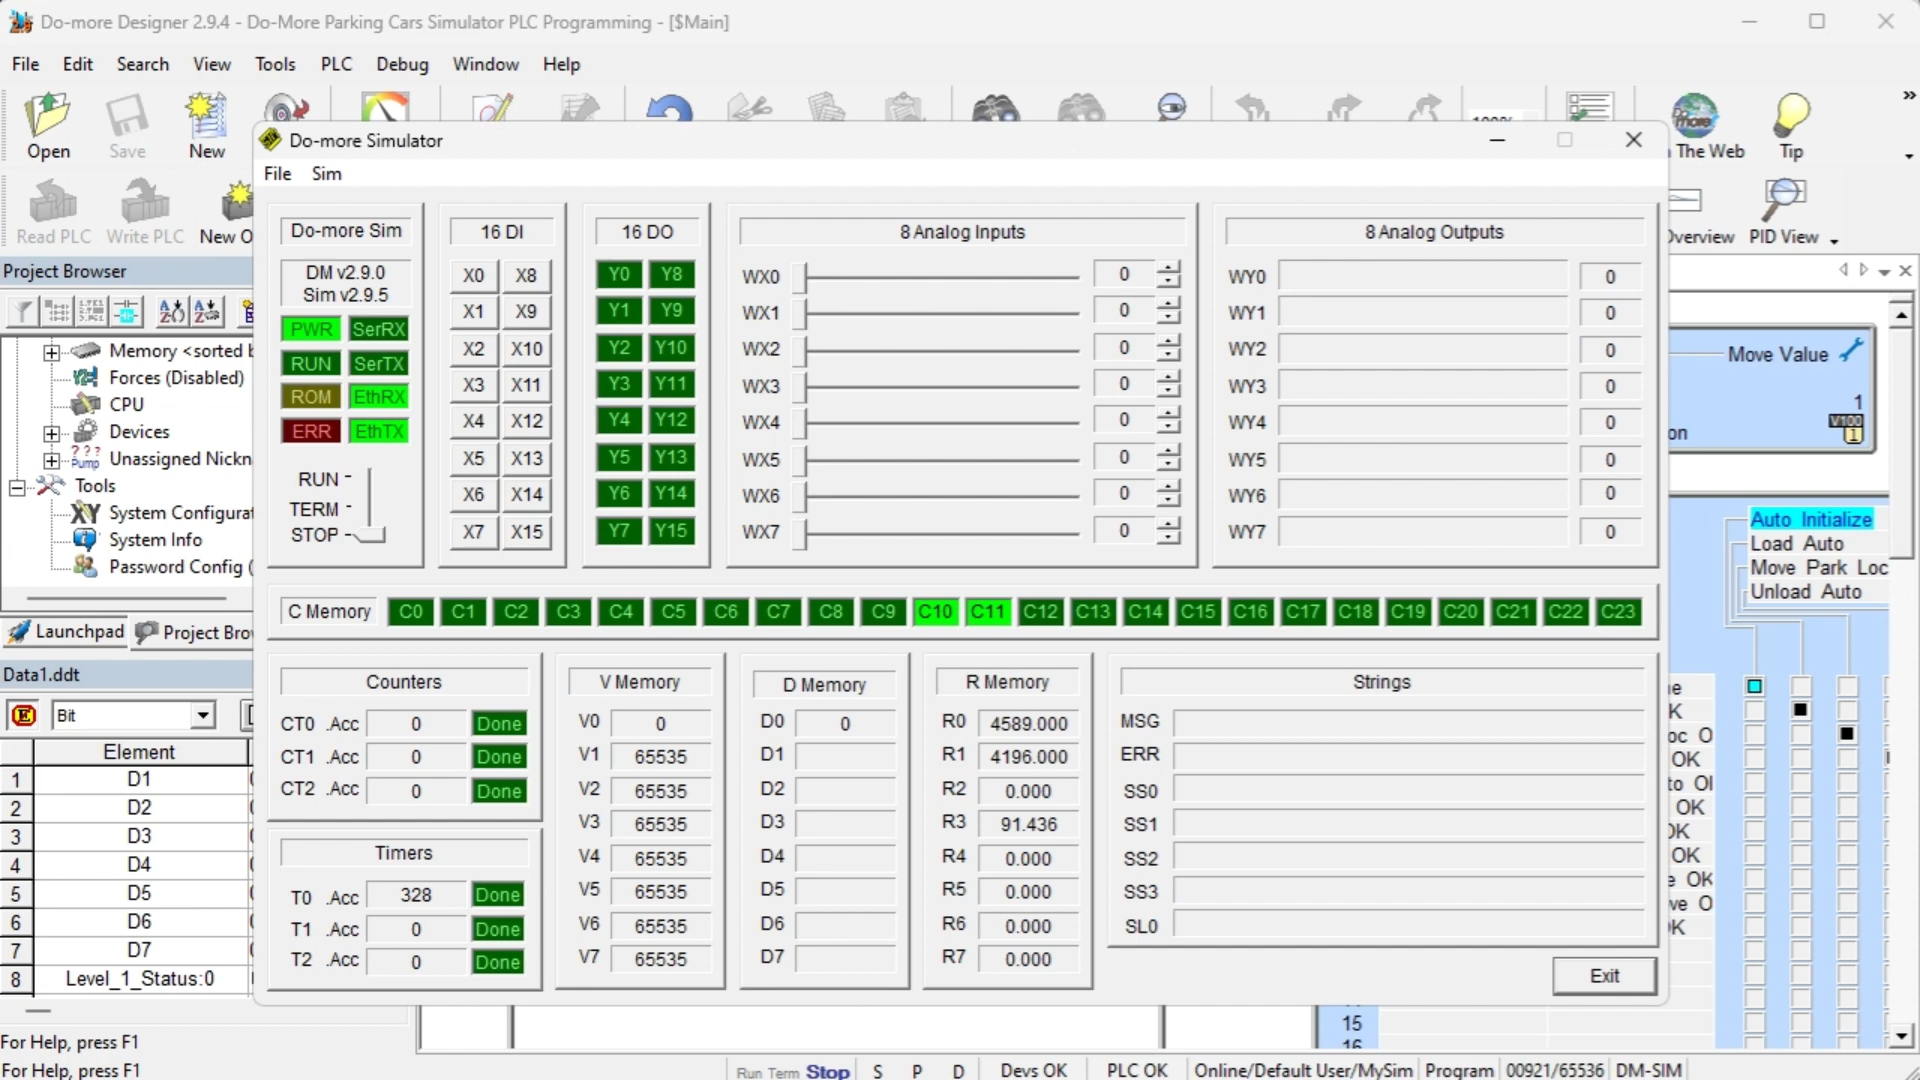 Do-more Designer 2.9.4 - Do-More Parking Cars Simulator PLC Programming - [$Main]
File Edit Search View Tools PLC Debug Window Help
Open Save New
The Web Tip
Read PLC Write PLC New O
Overview PID View
Project Browser
Memory <sorted b
Forces (Disabled)
CPU
Devices
Unassigned Nickn
Tools
System Configurat
System Info
Password Config (
Launchpad Project Brow
Data1.ddt
Bit
Element
1 D1
2 D2
3 D3
4 D4
5 D5
6 D6
7 D7
8 Level_1_Status:0
For Help, press F1
For Help, press F1
Do-more Simulator
File Sim
Do-more Sim
DM v2.9.0
Sim v2.9.5
PWR SerRX
RUN SerTX
ROM EthRX
ERR EthTX
RUN
TERM
STOP
16 DI
X0 X8
X1 X9
X2 X10
X3 X11
X4 X12
X5 X13
X6 X14
X7 X15
16 DO
Y0 Y8
Y1 Y9
Y2 Y10
Y3 Y11
Y4 Y12
Y5 Y13
Y6 Y14
Y7 Y15
8 Analog Inputs
WX0 0
WX1 0
WX2 0
WX3 0
WX4 0
WX5 0
WX6 0
WX7 0
8 Analog Outputs
WY0 0
WY1 0
WY2 0
WY3 0
WY4 0
WY5 0
WY6 0
WY7 0
C Memory C0 C1 C2 C3 C4 C5 C6 C7 C8 C9 C10 C11 C12 C13 C14 C15 C16 C17 C18 C19 C20 C21 C22 C23
Counters
CT0 .Acc 0 Done
CT1 .Acc 0 Done
CT2 .Acc 0 Done
Timers
T0 .Acc 328 Done
T1 .Acc 0 Done
T2 .Acc 0 Done
V Memory
V0 0
V1 65535
V2 65535
V3 65535
V4 65535
V5 65535
V6 65535
V7 65535
D Memory
D0 0
D1
D2
D3
D4
D5
D6
D7
R Memory
R0 4589.000
R1 4196.000
R2 0.000
R3 91.436
R4 0.000
R5 0.000
R6 0.000
R7 0.000
Strings
MSG
ERR
SS0
SS1
SS2
SS3
SL0
Exit
Move Value
1
on
V100
1
Auto Initialize
Load Auto
Move Park Loc
Unload Auto
e
K
oc O
OK
to Ol
OK
OK
OK
e OK
ve O
OK
15
16
Run Term Stop S P D Devs OK PLC OK Online/Default User/MySim Program 00921/65536 DM-SIM